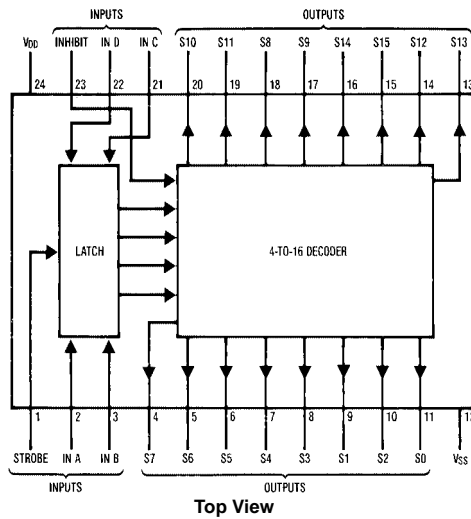 INPUTS OUTPUTS
VDD INHIBIT IN D IN C S10 S11 S8 S9 S14 S15 S12 S13
24 23 22 21 20 19 18 17 16 15 14 13
LATCH 4-TO-16 DECODER
1 2 3 4 5 6 7 8 9 10 11 12
STROBE IN A IN B S7 S6 S5 S4 S3 S1 S2 S0 VSS
INPUTS OUTPUTS
Top View